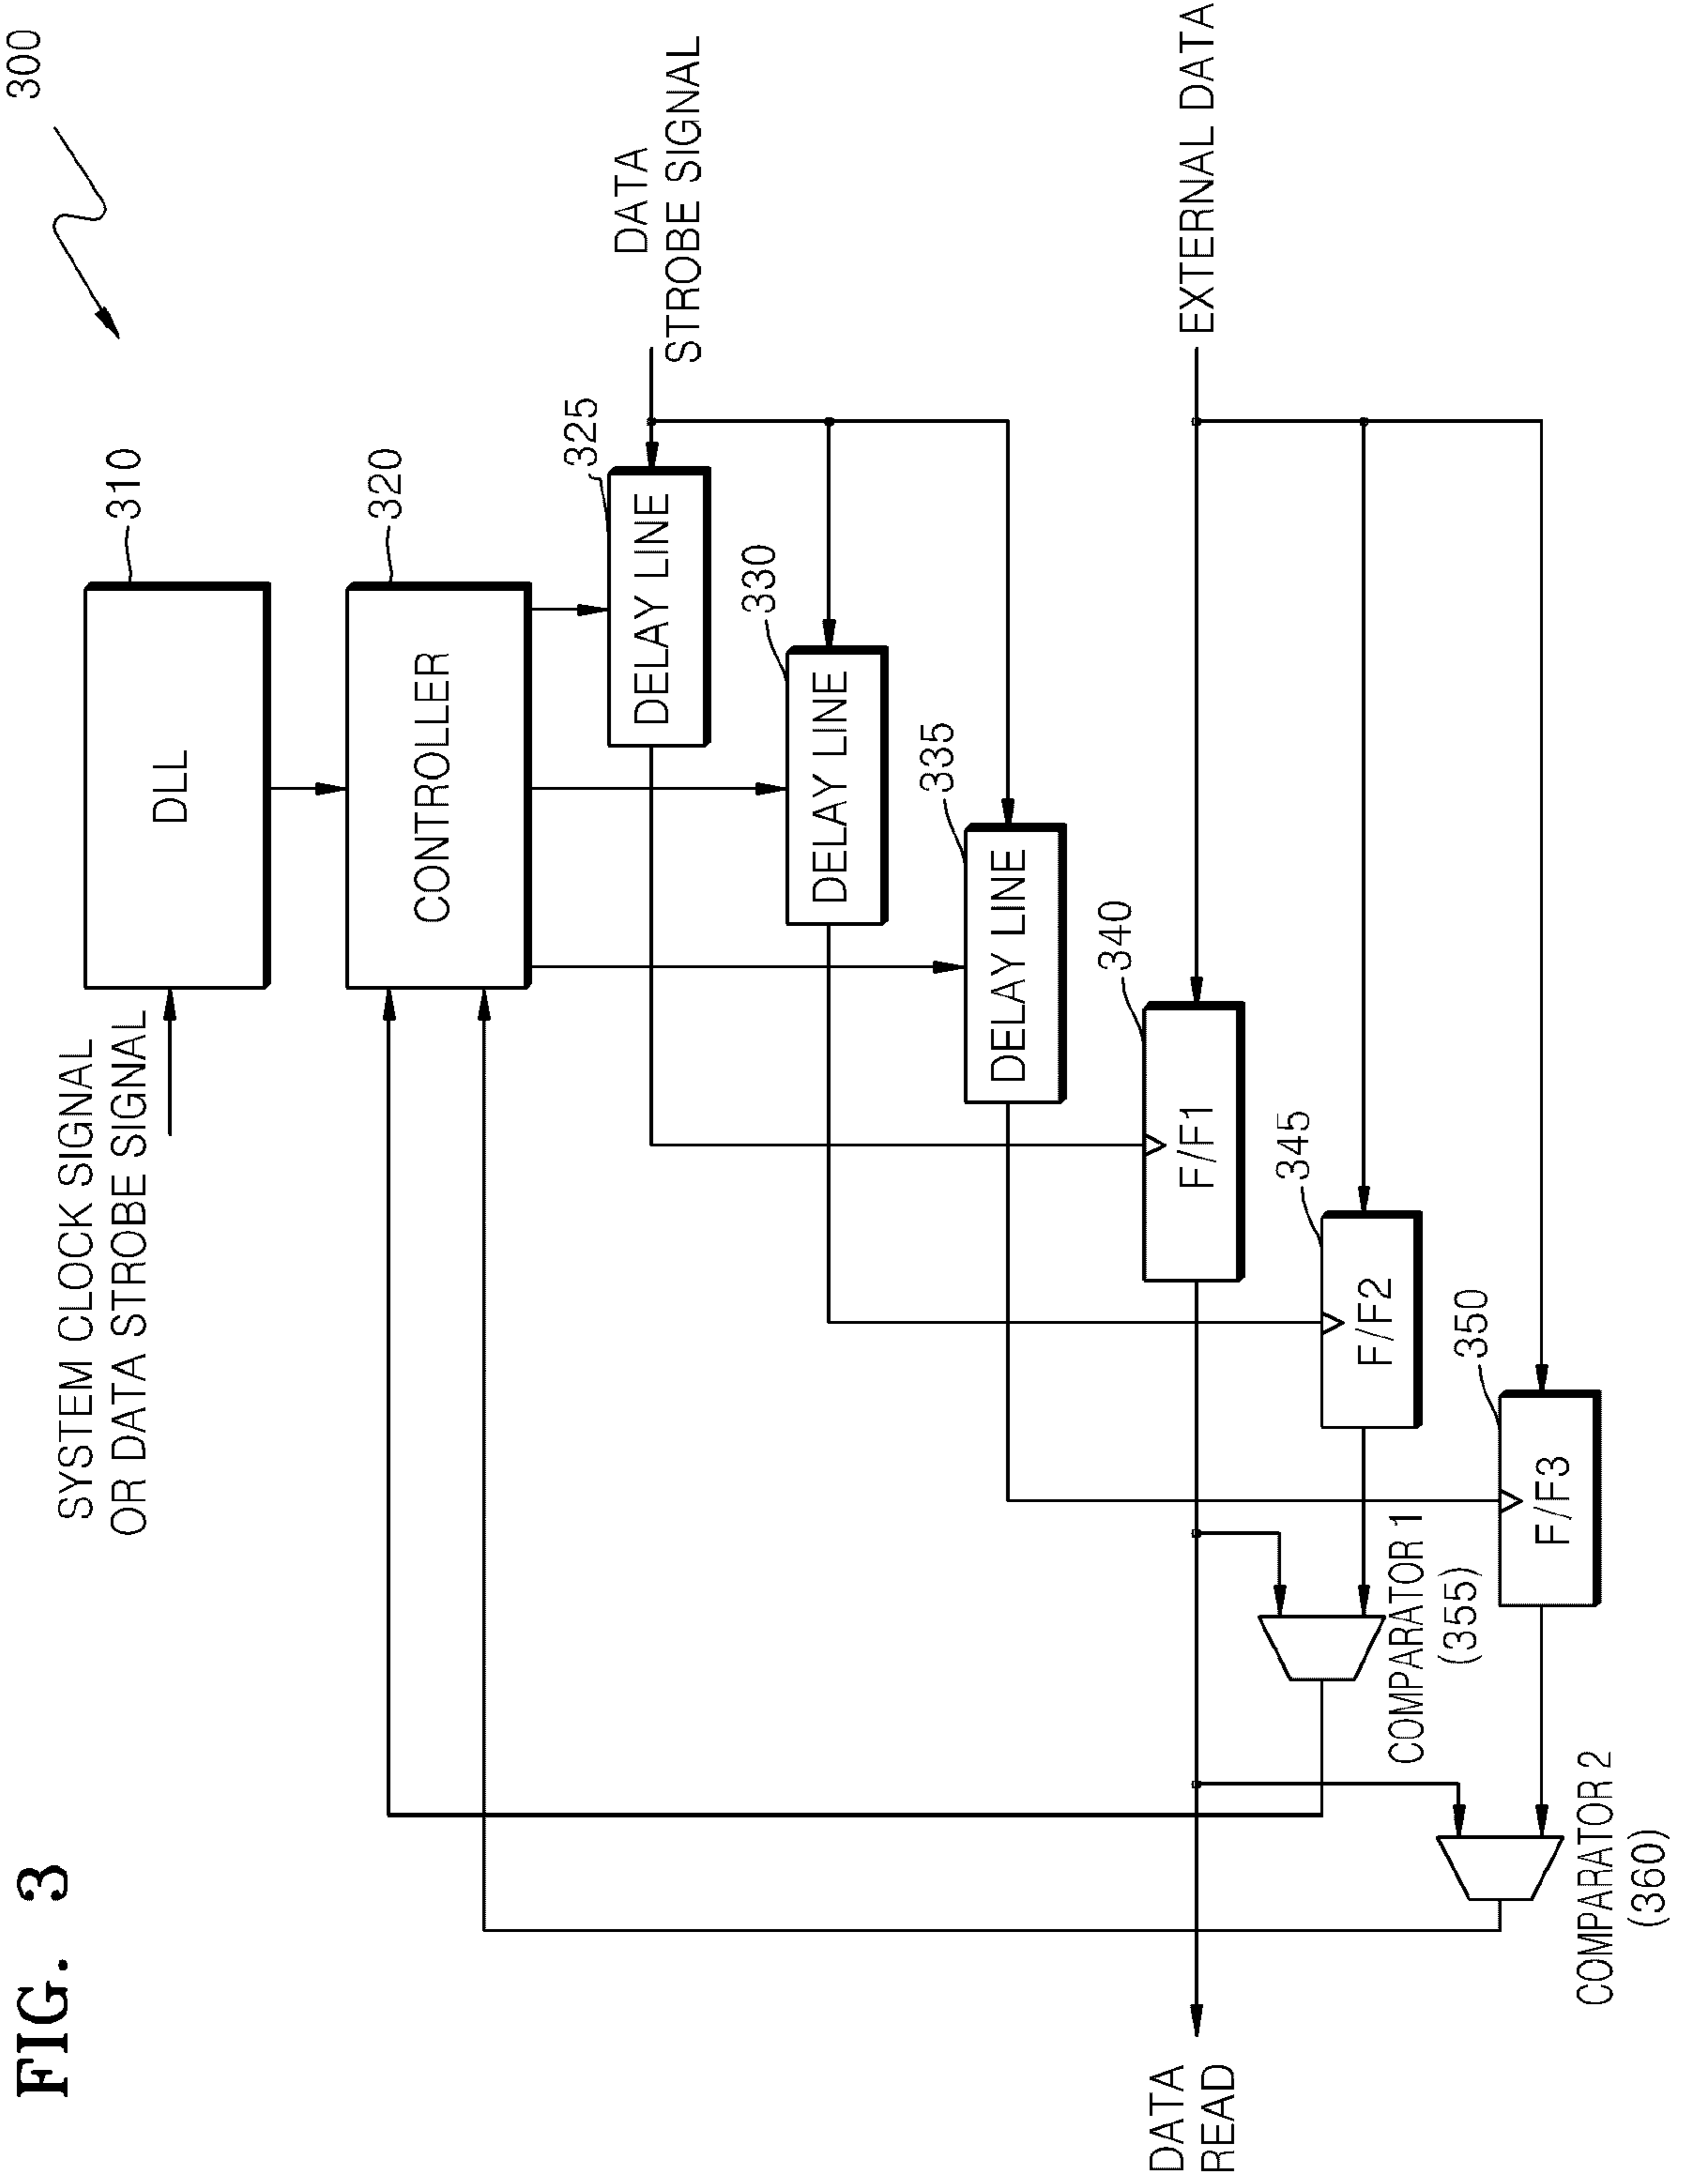 FIG. 3
300
SYSTEM CLOCK SIGNAL
OR DATA STROBE SIGNAL
DLL
310
CONTROLLER
320
DELAY LINE
325
DATA
STROBE SIGNAL
DELAY LINE
330
DELAY LINE
335
F/F1
340
EXTERNAL DATA
F/F2
345
F/F3
350
COMPARATOR 1
(355)
COMPARATOR 2
(360)
DATA
READ